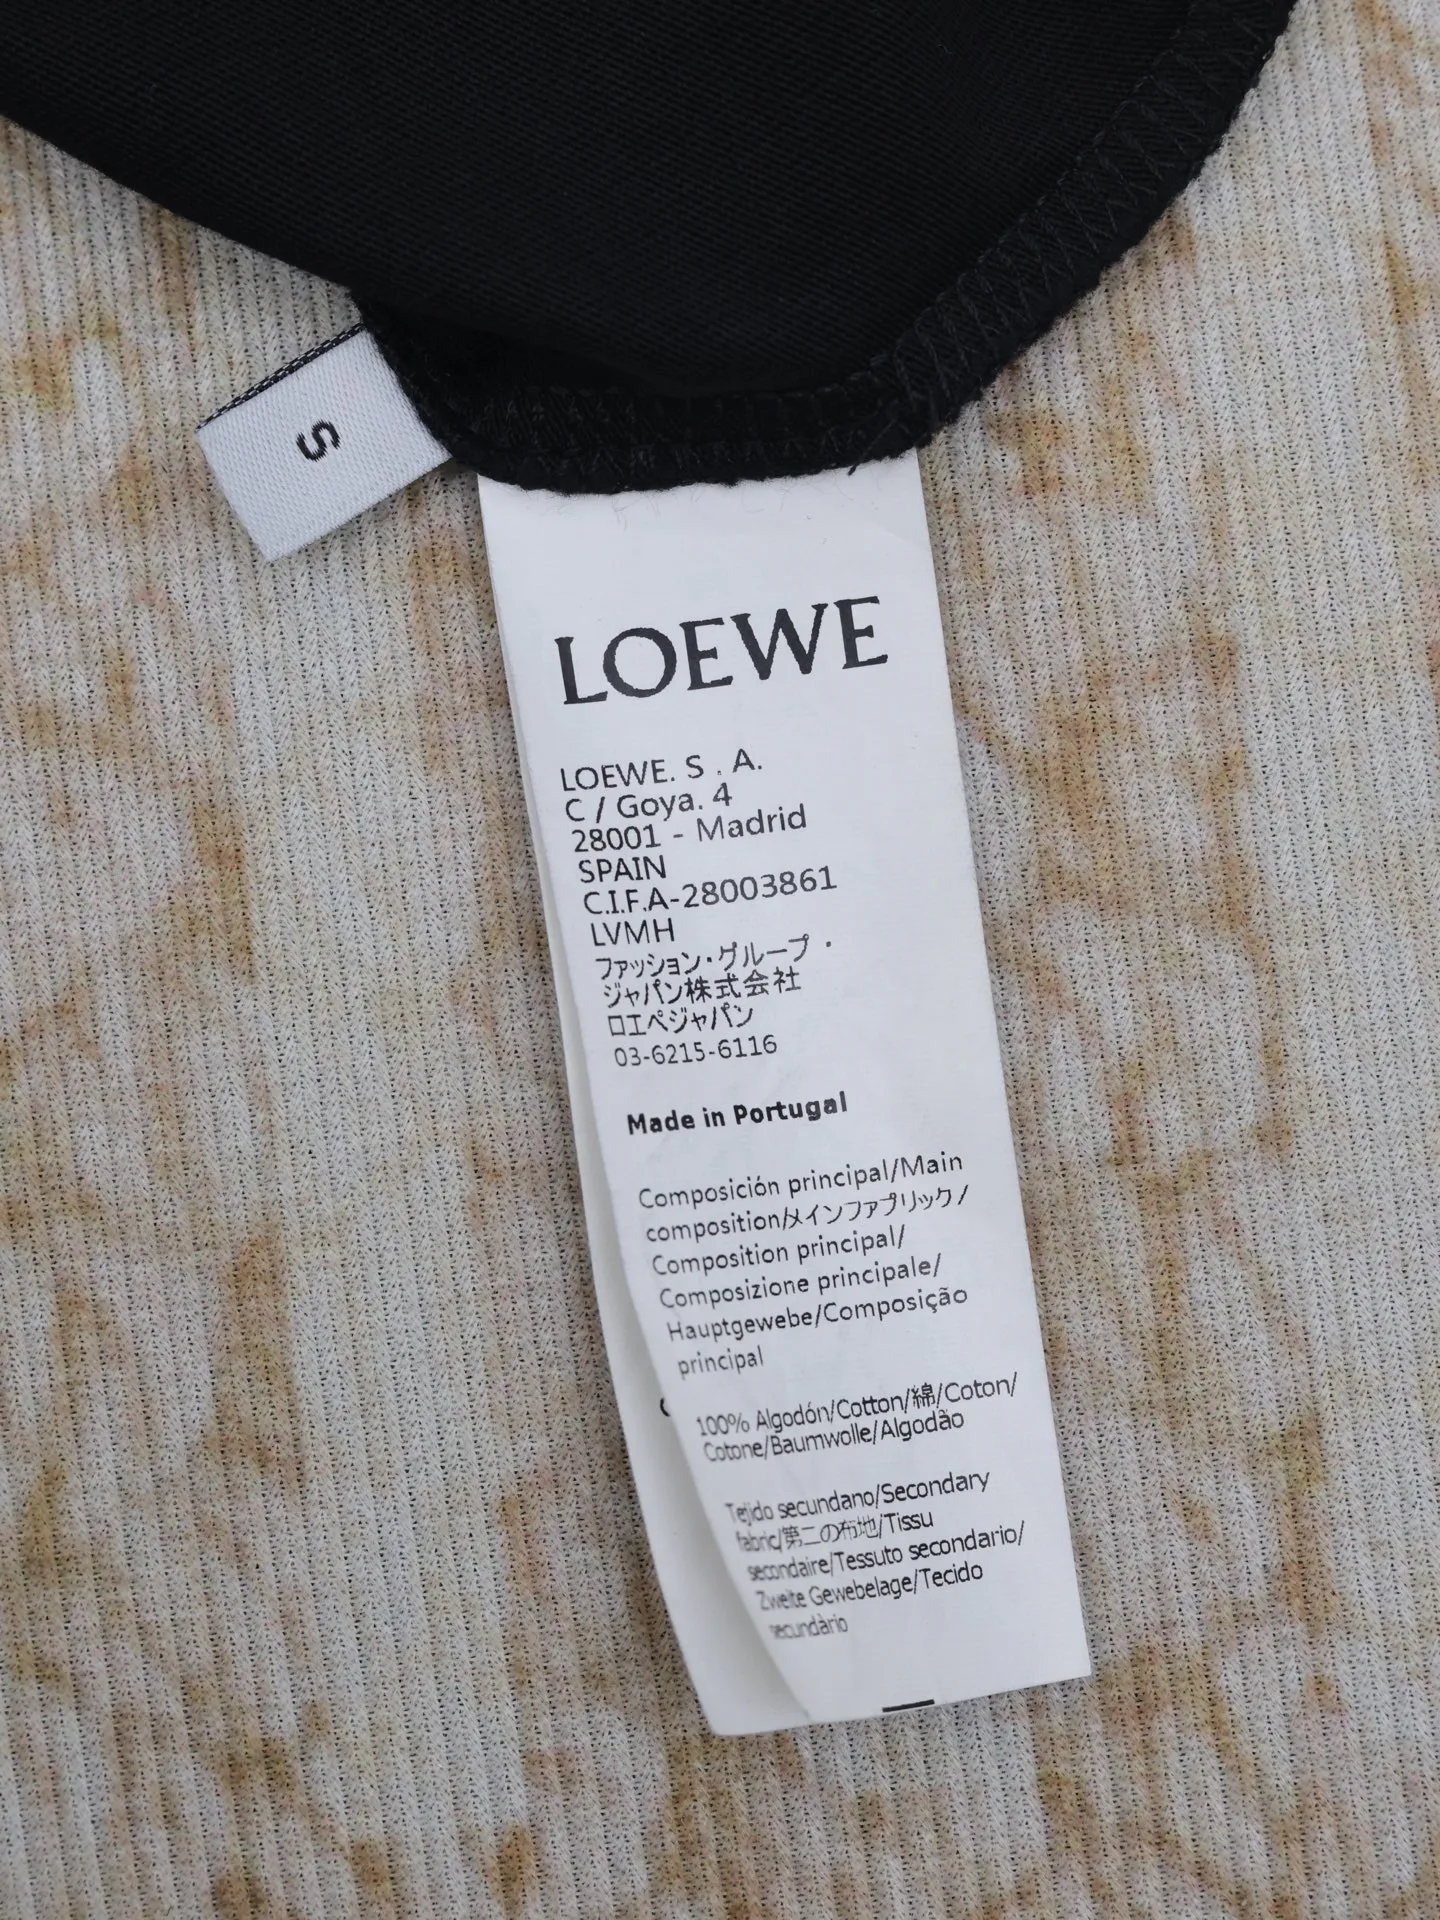 S
LOEWE
LOEWE. S . A.
C / Goya. 4
28001 - Madrid
SPAIN
C.I.F.A-28003861
LVMH
ファッション・グループ ・
ジャパン株式会社
ロエベジャパン
03-6215-6116
Made in Portugal
Composición principal/Main
composition/メインファブリック/
Composition principal/
Composizione principale/
Hauptgewebe/Composição
principal
100% Algodón/Cotton/綿/Coton/
Cotone/Baumwolle/Algodão
Tejido secundano/Secondary
fabric/第二の布地/Tissu
secondaire/Tessuto secondario/
Zweite Gewebelage/Tecido
secundàrio